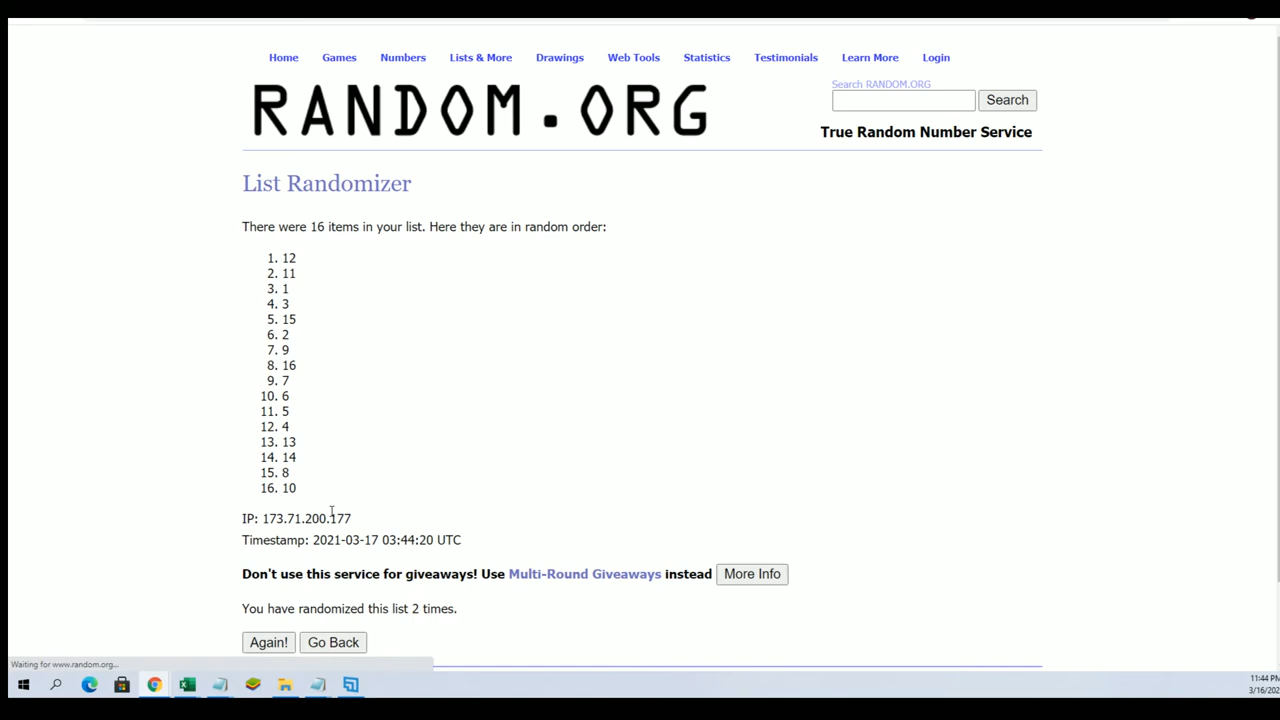 Home Games Numbers Lists & More Drawings Web Tools Statistics Testimonials Learn More Login
RANDOM.ORG
Search RANDOM.ORG
Search
True Random Number Service
List Randomizer
There were 16 items in your list. Here they are in random order:
1. 12
2. 11
3. 1
4. 3
5. 15
6. 2
7. 9
8. 16
9. 7
10. 6
11. 5
12. 4
13. 13
14. 14
15. 8
16. 10
IP: 173.71.200.177
Timestamp: 2021-03-17 03:44:20 UTC
Don't use this service for giveaways! Use Multi-Round Giveaways instead More Info
You have randomized this list 2 times.
Again! Go Back
Waiting for www.random.org...
11:44 PM
3/16/202